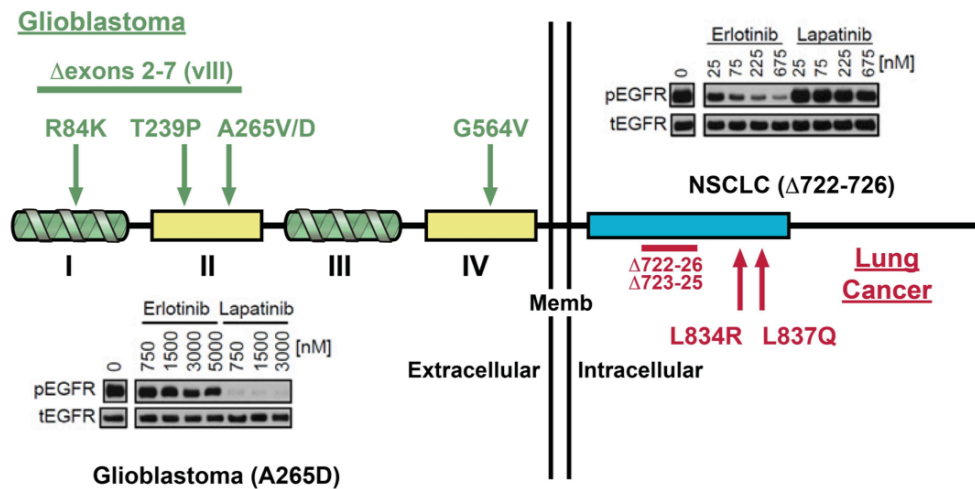 Glioblastoma
Δexons 2-7 (vIII)
R84K T239P A265V/D G564V
Erlotinib Lapatinib
0 25 75 225 675 25 75 225 675 [nM]
pEGFR
tEGFR
NSCLC (Δ722-726)
I II III IV
Δ722-26
Δ723-25
Lung
Cancer
Memb
L834R L837Q
Extracellular Intracellular
Erlotinib Lapatinib
0 750 1500 3000 5000 750 1500 3000 [nM]
pEGFR
tEGFR
Glioblastoma (A265D)